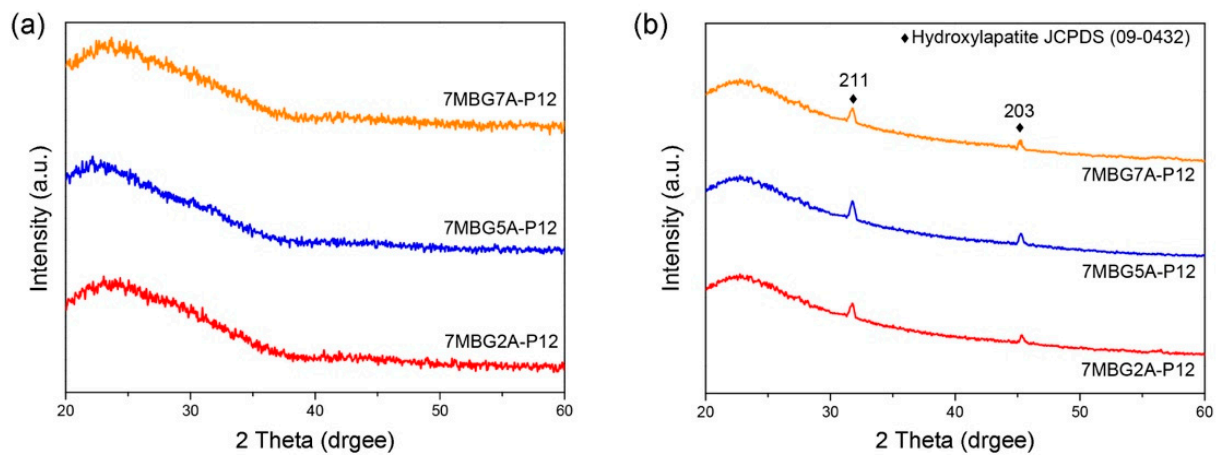 (a)
Intensity (a.u.)
7MBG7A-P12
7MBG5A-P12
7MBG2A-P12
20 30 40 50 60
2 Theta (drgee)
(b)
Intensity (a.u.)
♦Hydroxylapatite JCPDS (09-0432)
211
♦
203
♦
7MBG7A-P12
7MBG5A-P12
7MBG2A-P12
20 30 40 50 60
2 Theta (drgee)